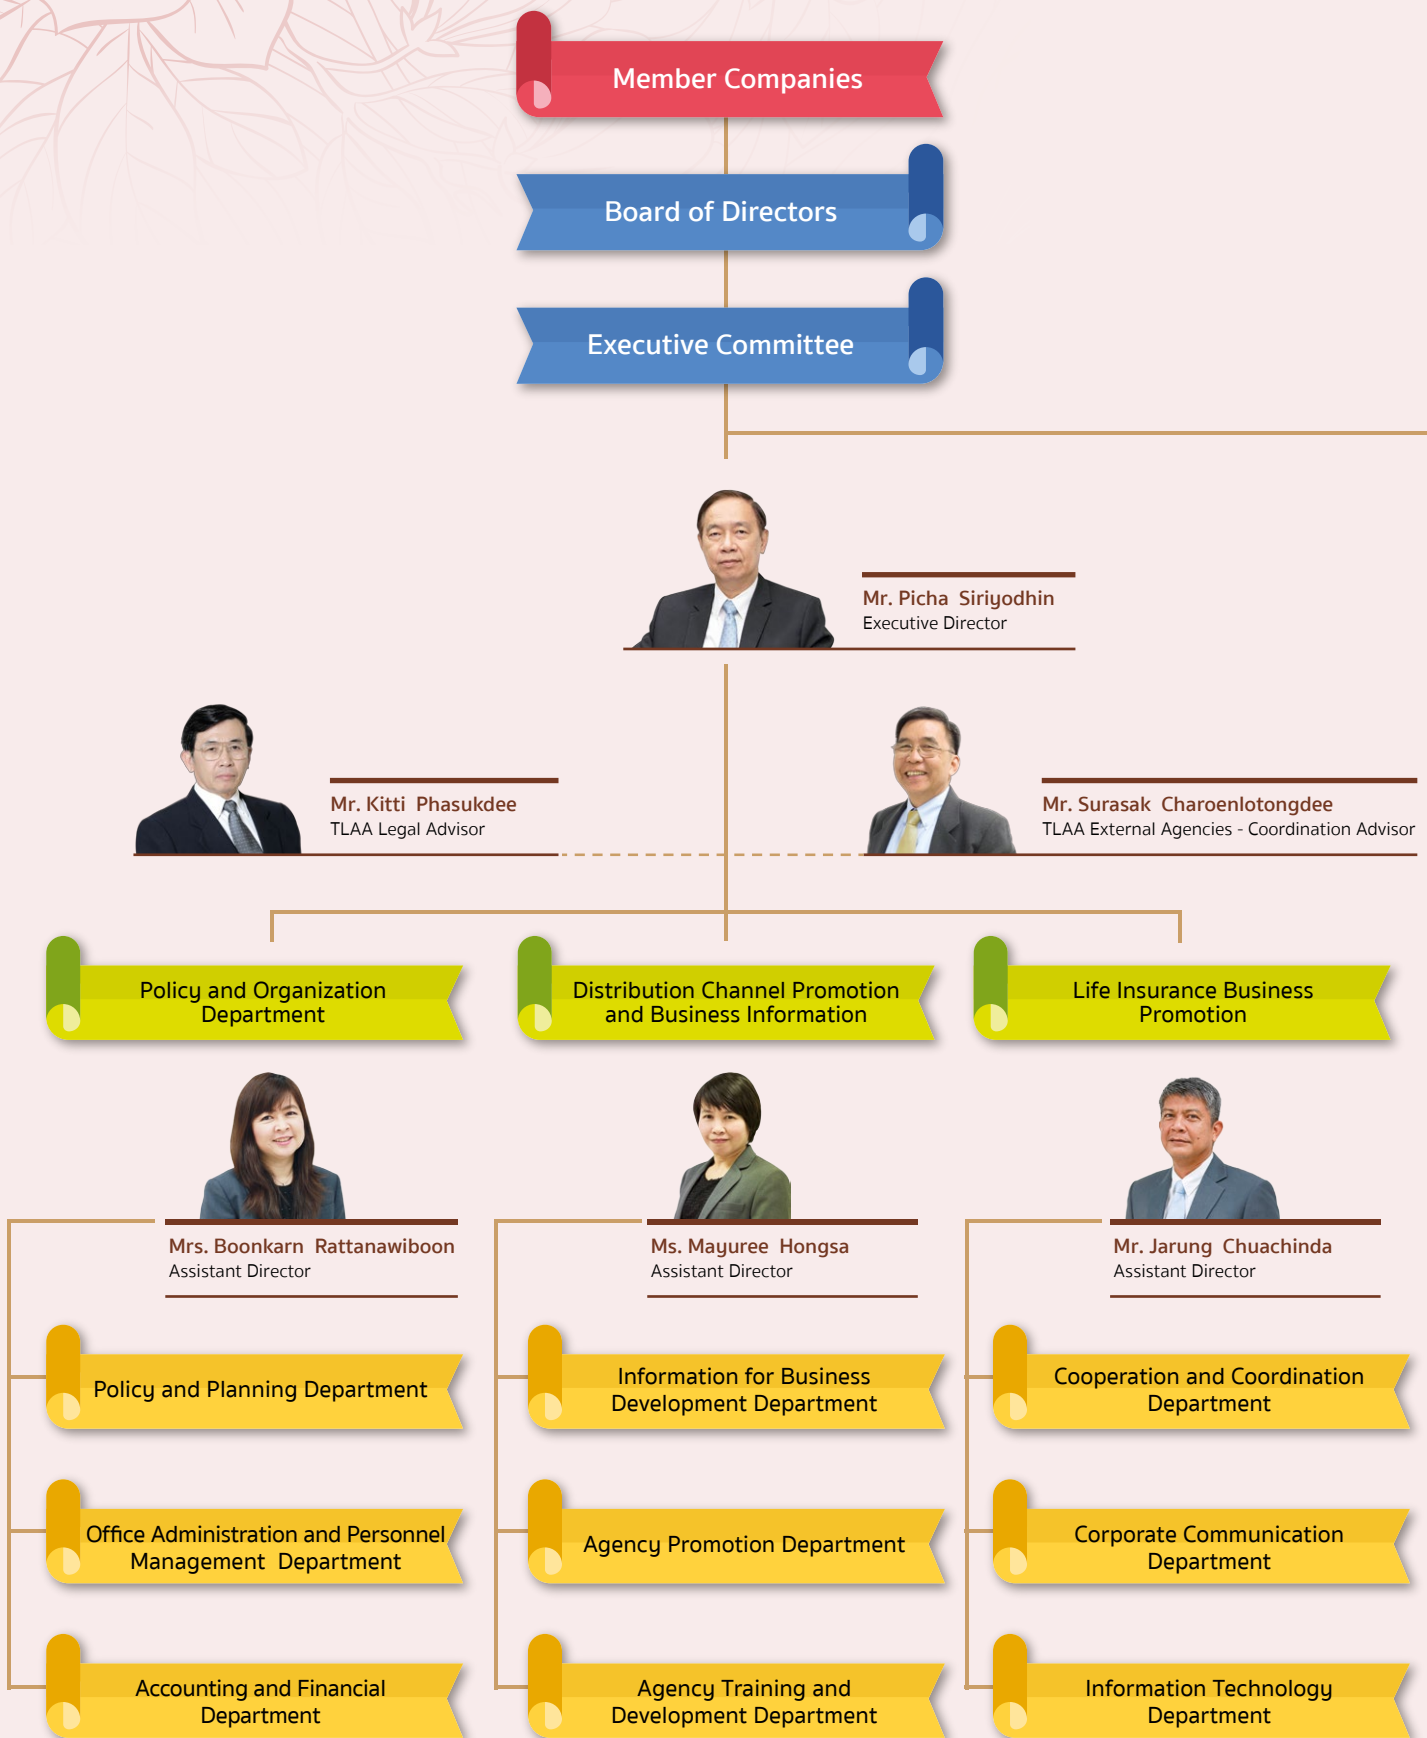 Member Companies
Board of Directors
Executive Committee
Mr. Picha Siriyodhin
Executive Director
Mr. Kitti Phasukdee
TLAA Legal Advisor
Mr. Surasak Charoenlotongdee
TLAA External Agencies - Coordination Advisor
Policy and Organization
Department
Distribution Channel Promotion
and Business Information
Life Insurance Business
Promotion
Mrs. Boonkarn Rattanawiboon
Assistant Director
Ms. Mayuree Hongsa
Assistant Director
Mr. Jarung Chuachinda
Assistant Director
Policy and Planning Department
Information for Business
Development Department
Cooperation and Coordination
Department
Office Administration and Personnel
Management Department
Agency Promotion Department
Corporate Communication
Department
Accounting and Financial
Department
Agency Training and
Development Department
Information Technology
Department